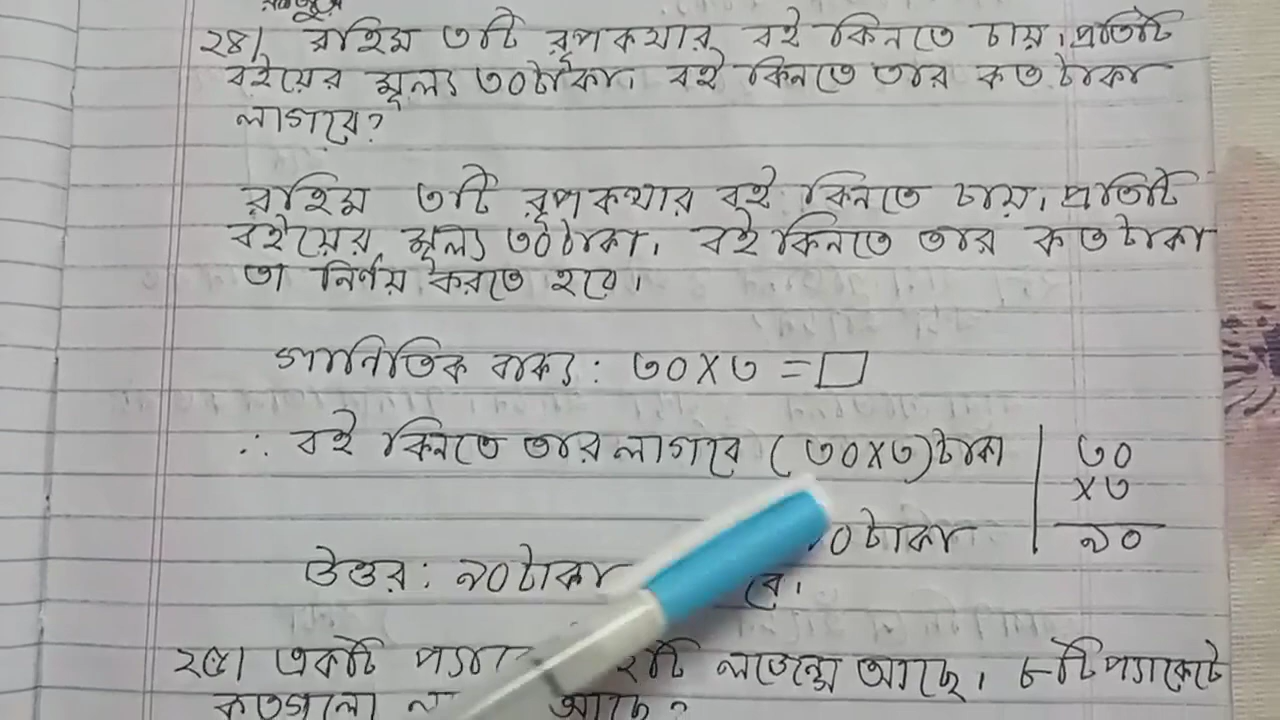 ২৪। রহিম ৩টি রূপকথার বই কিনতে চায়। প্রতিটি
বইয়ের মূল্য ৩০টাকা। বই কিনতে তার কত টাকা
লাগবে?
রহিম ৩টি রূপকথার বই কিনতে চায়। প্রতিটি
বইয়ের মূল্য ৩০টাকা। বই কিনতে তার কত টাকা
তা নির্ণয় করতে হবে।
গানিতিক বাক্য: ৩০×৩ =□
∴ বই কিনতে তার লাগবে (৩০×৩)টাকা
৩০
×৩
০টাকা
৯০
উত্তর: ৯০টাকা বে।
২৫। একটি ২টি লজেন্স আছে। ৮টি প্যাকেটে
কতগুলো আছে?